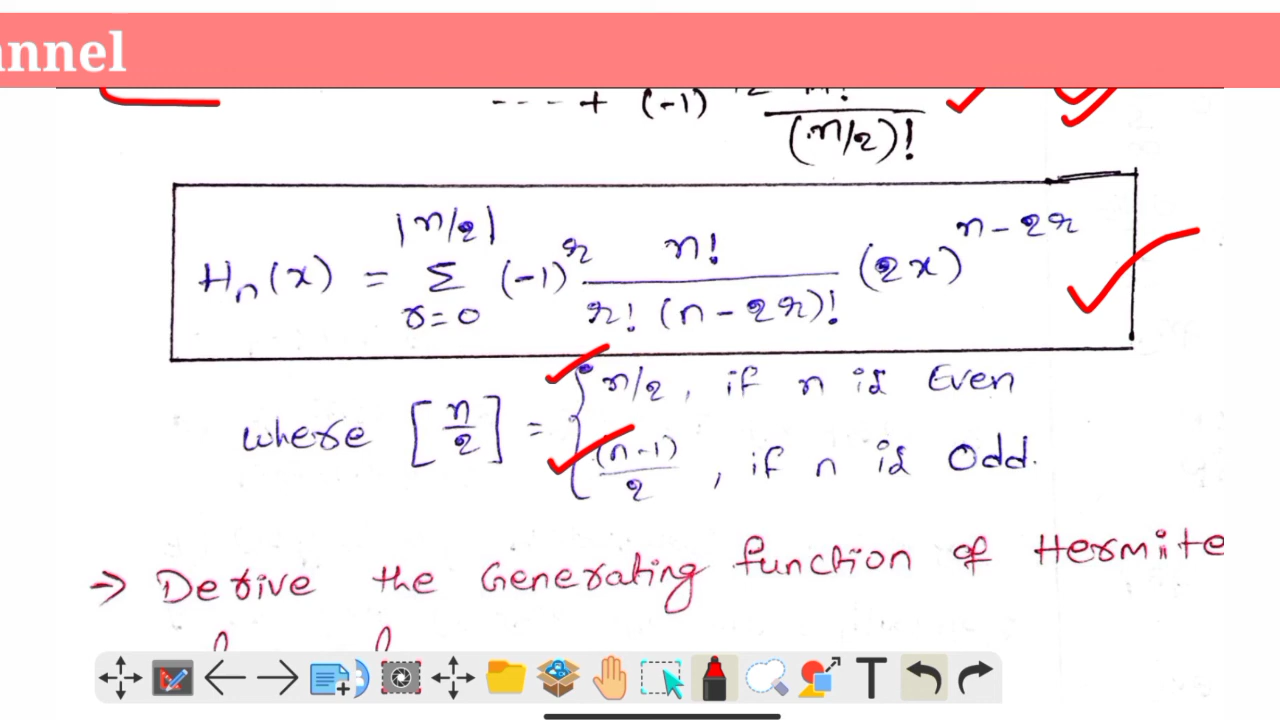 nnel
---- + (-1) n! / (n/2)!
Hn(x) = Σ_{r=0}^{|n/2|} (-1)^r n! / r! (n-2r)! (2x)^{n-2r}
where [n/2] = { n/2, if n is Even
(n-1)/2, if n is Odd.
→ Derive the Generating function of Hermite
T